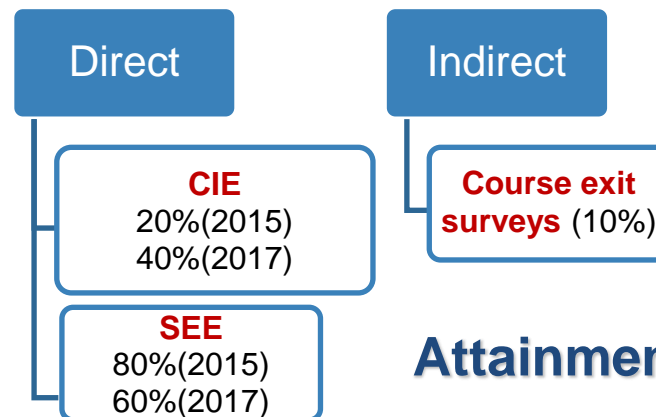 Direct
CIE
20%(2015)
40%(2017)
SEE
80%(2015)
60%(2017)
Indirect
Course exit
surveys (10%)